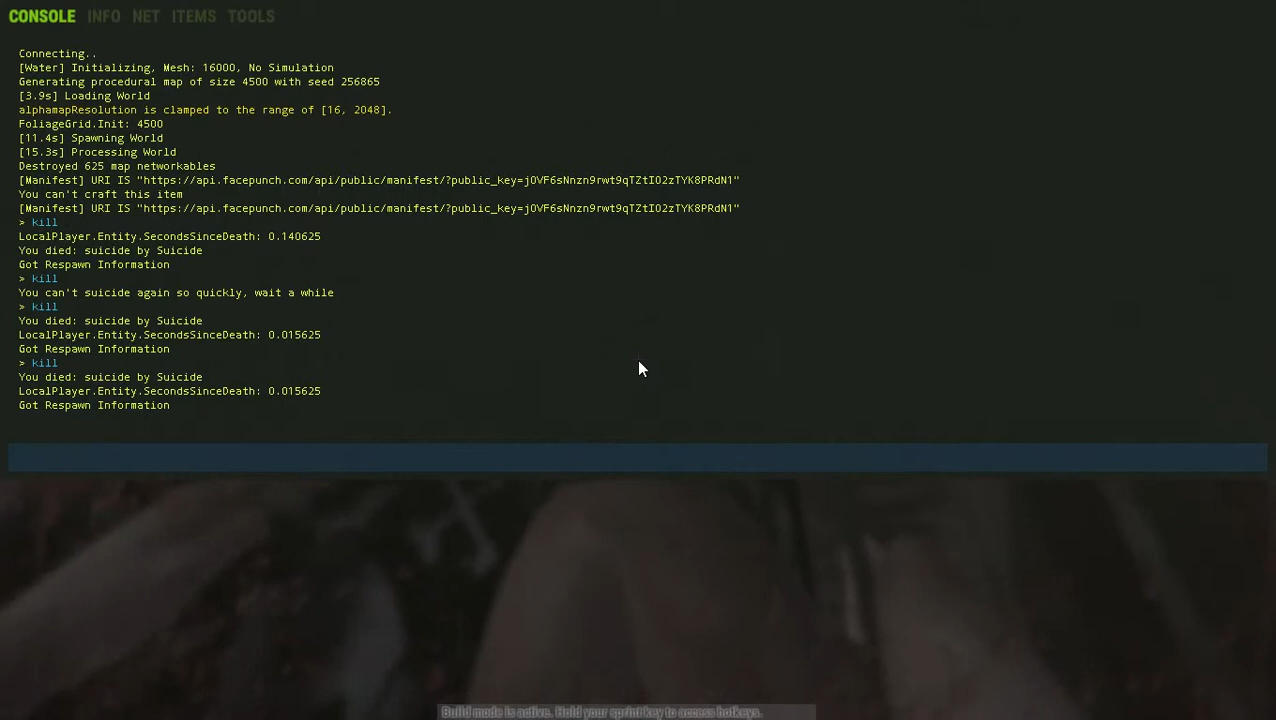 CONSOLE INFO NET ITEMS TOOLS
Connecting..
[Water] Initializing, Mesh: 16000, No Simulation
Generating procedural map of size 4500 with seed 256865
[3.9s] Loading World
alphamapResolution is clamped to the range of [16, 2048].
FoliageGrid.Init: 4500
[11.4s] Spawning World
[15.3s] Processing World
Destroyed 625 map networkables
[Manifest] URI IS "https://api.facepunch.com/api/public/manifest/?public_key=jOVF6sNnzn9rwt9qTZtIO2zTYK8PRdN1"
You can't craft this item
[Manifest] URI IS "https://api.facepunch.com/api/public/manifest/?public_key=jOVF6sNnzn9rwt9qTZtIO2zTYK8PRdN1"
> kill
LocalPlayer.Entity.SecondsSinceDeath: 0.140625
You died: suicide by Suicide
Got Respawn Information
> kill
You can't suicide again so quickly, wait a while
> kill
You died: suicide by Suicide
LocalPlayer.Entity.SecondsSinceDeath: 0.015625
Got Respawn Information
> kill
You died: suicide by Suicide
LocalPlayer.Entity.SecondsSinceDeath: 0.015625
Got Respawn Information
Build mode is active. Hold your sprint key to access hotkeys.